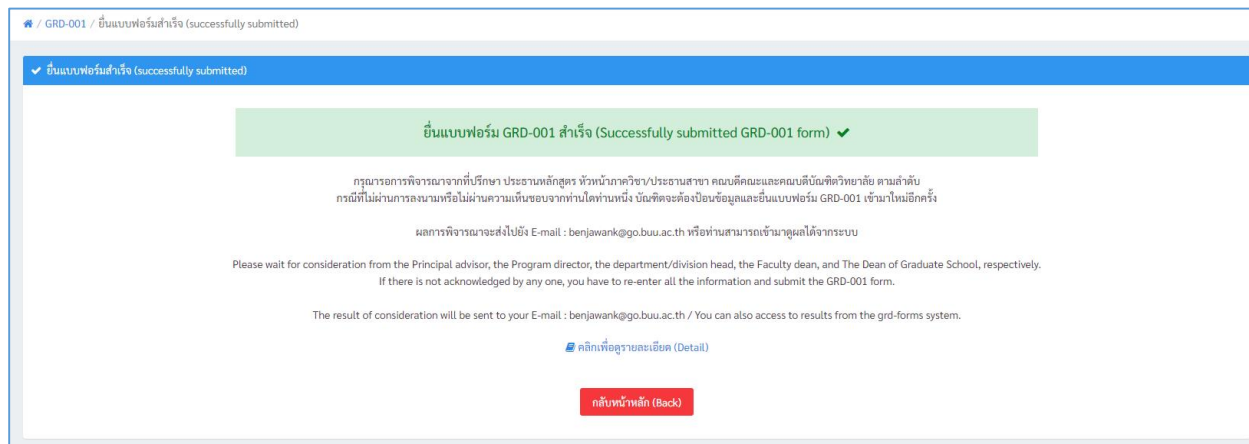 / GRD-001 / ยื่นแบบฟอร์มสำเร็จ (successfully submitted)
ยื่นแบบฟอร์มสำเร็จ (successfully submitted)
ยื่นแบบฟอร์ม GRD-001 สำเร็จ (Successfully submitted GRD-001 form)
กรุณารอการพิจารณาจากที่ปรึกษา ประธานหลักสูตร หัวหน้าภาควิชา/ประธานสาขา คณบดีคณะและคณบดีบัณฑิตวิทยาลัย ตามลำดับ
กรณีที่ไม่ผ่านการลงนามหรือไม่ผ่านความเห็นชอบจากท่านใดท่านหนึ่ง บัณฑิตจะต้องป้อนข้อมูลและยื่นแบบฟอร์ม GRD-001 เข้ามาใหม่อีกครั้ง
ผลการพิจารณาจะส่งไปยัง E-mail : benjawank@go.buu.ac.th หรือท่านสามารถเข้ามาดูผลได้จากระบบ
Please wait for consideration from the Principal advisor, the Program director, the department/division head, the Faculty dean, and The Dean of Graduate School, respectively.
If there is not acknowledged by any one, you have to re-enter all the information and submit the GRD-001 form.
The result of consideration will be sent to your E-mail : benjawank@go.buu.ac.th / You can also access to results from the grd-forms system.
คลิกเพื่อดูรายละเอียด (Detail)
กลับหน้าหลัก (Back)